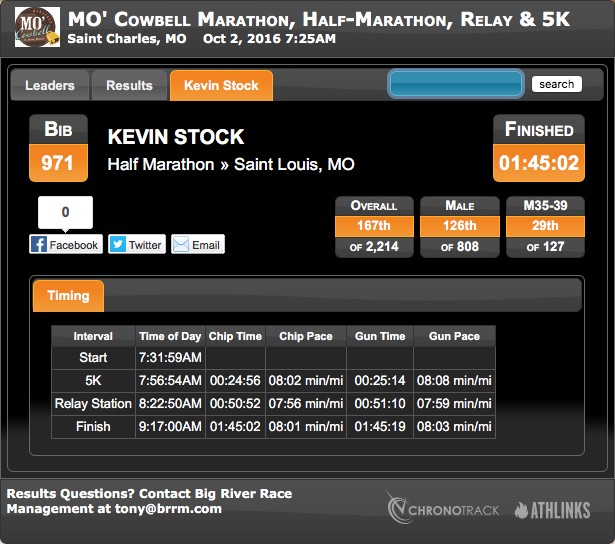 MO' Cowbell
MO' COWBELL MARATHON, HALF-MARATHON, RELAY & 5K
Saint Charles, MO Oct 2, 2016 7:25AM
Leaders Results Kevin Stock search
BIB
971
KEVIN STOCK
Half Marathon » Saint Louis, MO
FINISHED
01:45:02
0
Facebook Twitter Email
OVERALL MALE M35-39
167th 126th 29th
OF 2,214 OF 808 OF 127
Timing
Interval Time of Day Chip Time Chip Pace Gun Time Gun Pace
Start 7:31:59AM
5K 7:56:54AM 00:24:56 08:02 min/mi 00:25:14 08:08 min/mi
Relay Station 8:22:50AM 00:50:52 07:56 min/mi 00:51:10 07:59 min/mi
Finish 9:17:00AM 01:45:02 08:01 min/mi 01:45:19 08:03 min/mi
Results Questions? Contact Big River Race
Management at tony@brrm.com
CHRONOTRACK ATHLINKS